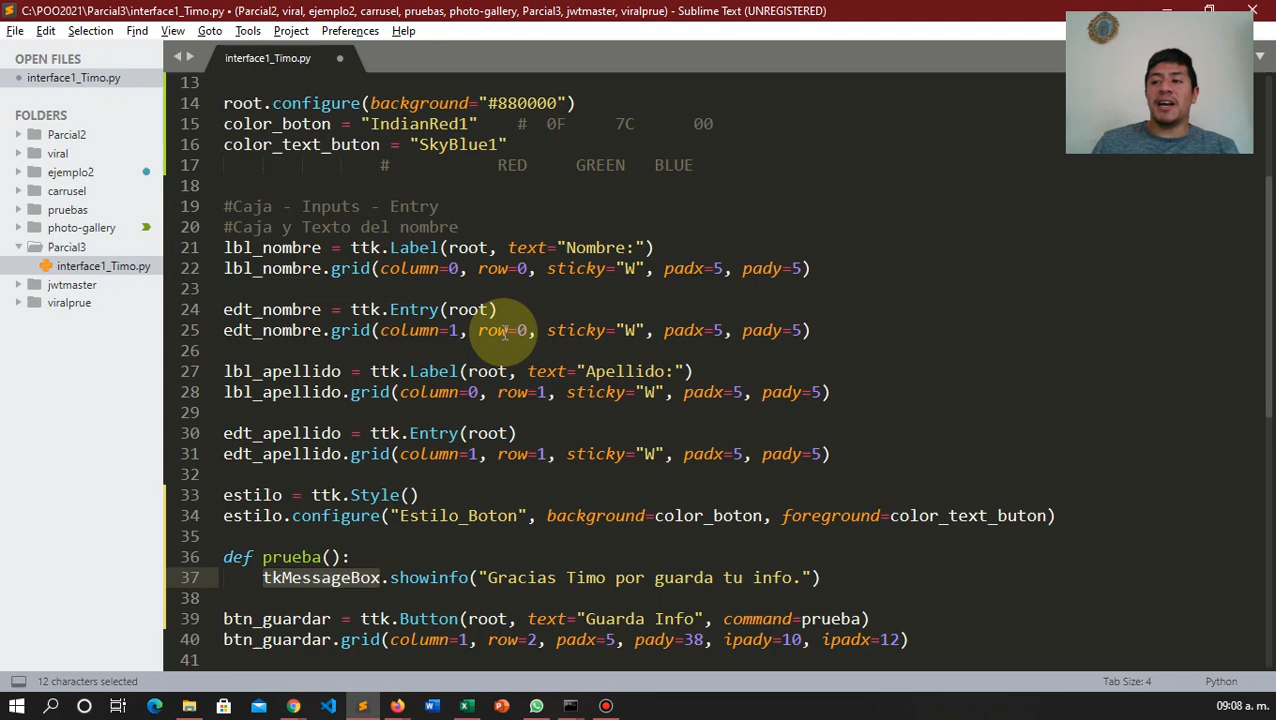 C:\POO2021\Parcial3\interface1_Timo.py • (Parcial2, viral, ejemplo2, carrusel, pruebas, photo-gallery, Parcial3, jwtmaster, viralprue) - Sublime Text (UNREGISTERED)
File Edit Selection Find View Goto Tools Project Preferences Help
OPEN FILES
interface1_Timo.py
FOLDERS
Parcial2
viral
ejemplo2
carrusel
pruebas
photo-gallery
Parcial3
interface1_Timo.py
jwtmaster
viralprue
interface1_Timo.py
13
14 root.configure(background="#880000")
15 color_boton = "IndianRed1" # 0F 7C 00
16 color_text_buton = "SkyBlue1"
17 # RED GREEN BLUE
18
19 #Caja - Inputs - Entry
20 #Caja y Texto del nombre
21 lbl_nombre = ttk.Label(root, text="Nombre:")
22 lbl_nombre.grid(column=0, row=0, sticky="W", padx=5, pady=5)
23
24 edt_nombre = ttk.Entry(root)
25 edt_nombre.grid(column=1, row=0, sticky="W", padx=5, pady=5)
26
27 lbl_apellido = ttk.Label(root, text="Apellido:")
28 lbl_apellido.grid(column=0, row=1, sticky="W", padx=5, pady=5)
29
30 edt_apellido = ttk.Entry(root)
31 edt_apellido.grid(column=1, row=1, sticky="W", padx=5, pady=5)
32
33 estilo = ttk.Style()
34 estilo.configure("Estilo_Boton", background=color_boton, foreground=color_text_buton)
35
36 def prueba():
37 tkMessageBox.showinfo("Gracias Timo por guarda tu info.")
38
39 btn_guardar = ttk.Button(root, text="Guarda Info", command=prueba)
40 btn_guardar.grid(column=1, row=2, padx=5, pady=38, ipady=10, ipadx=12)
41
12 characters selected
Tab Size: 4
Python
09:08 a. m.